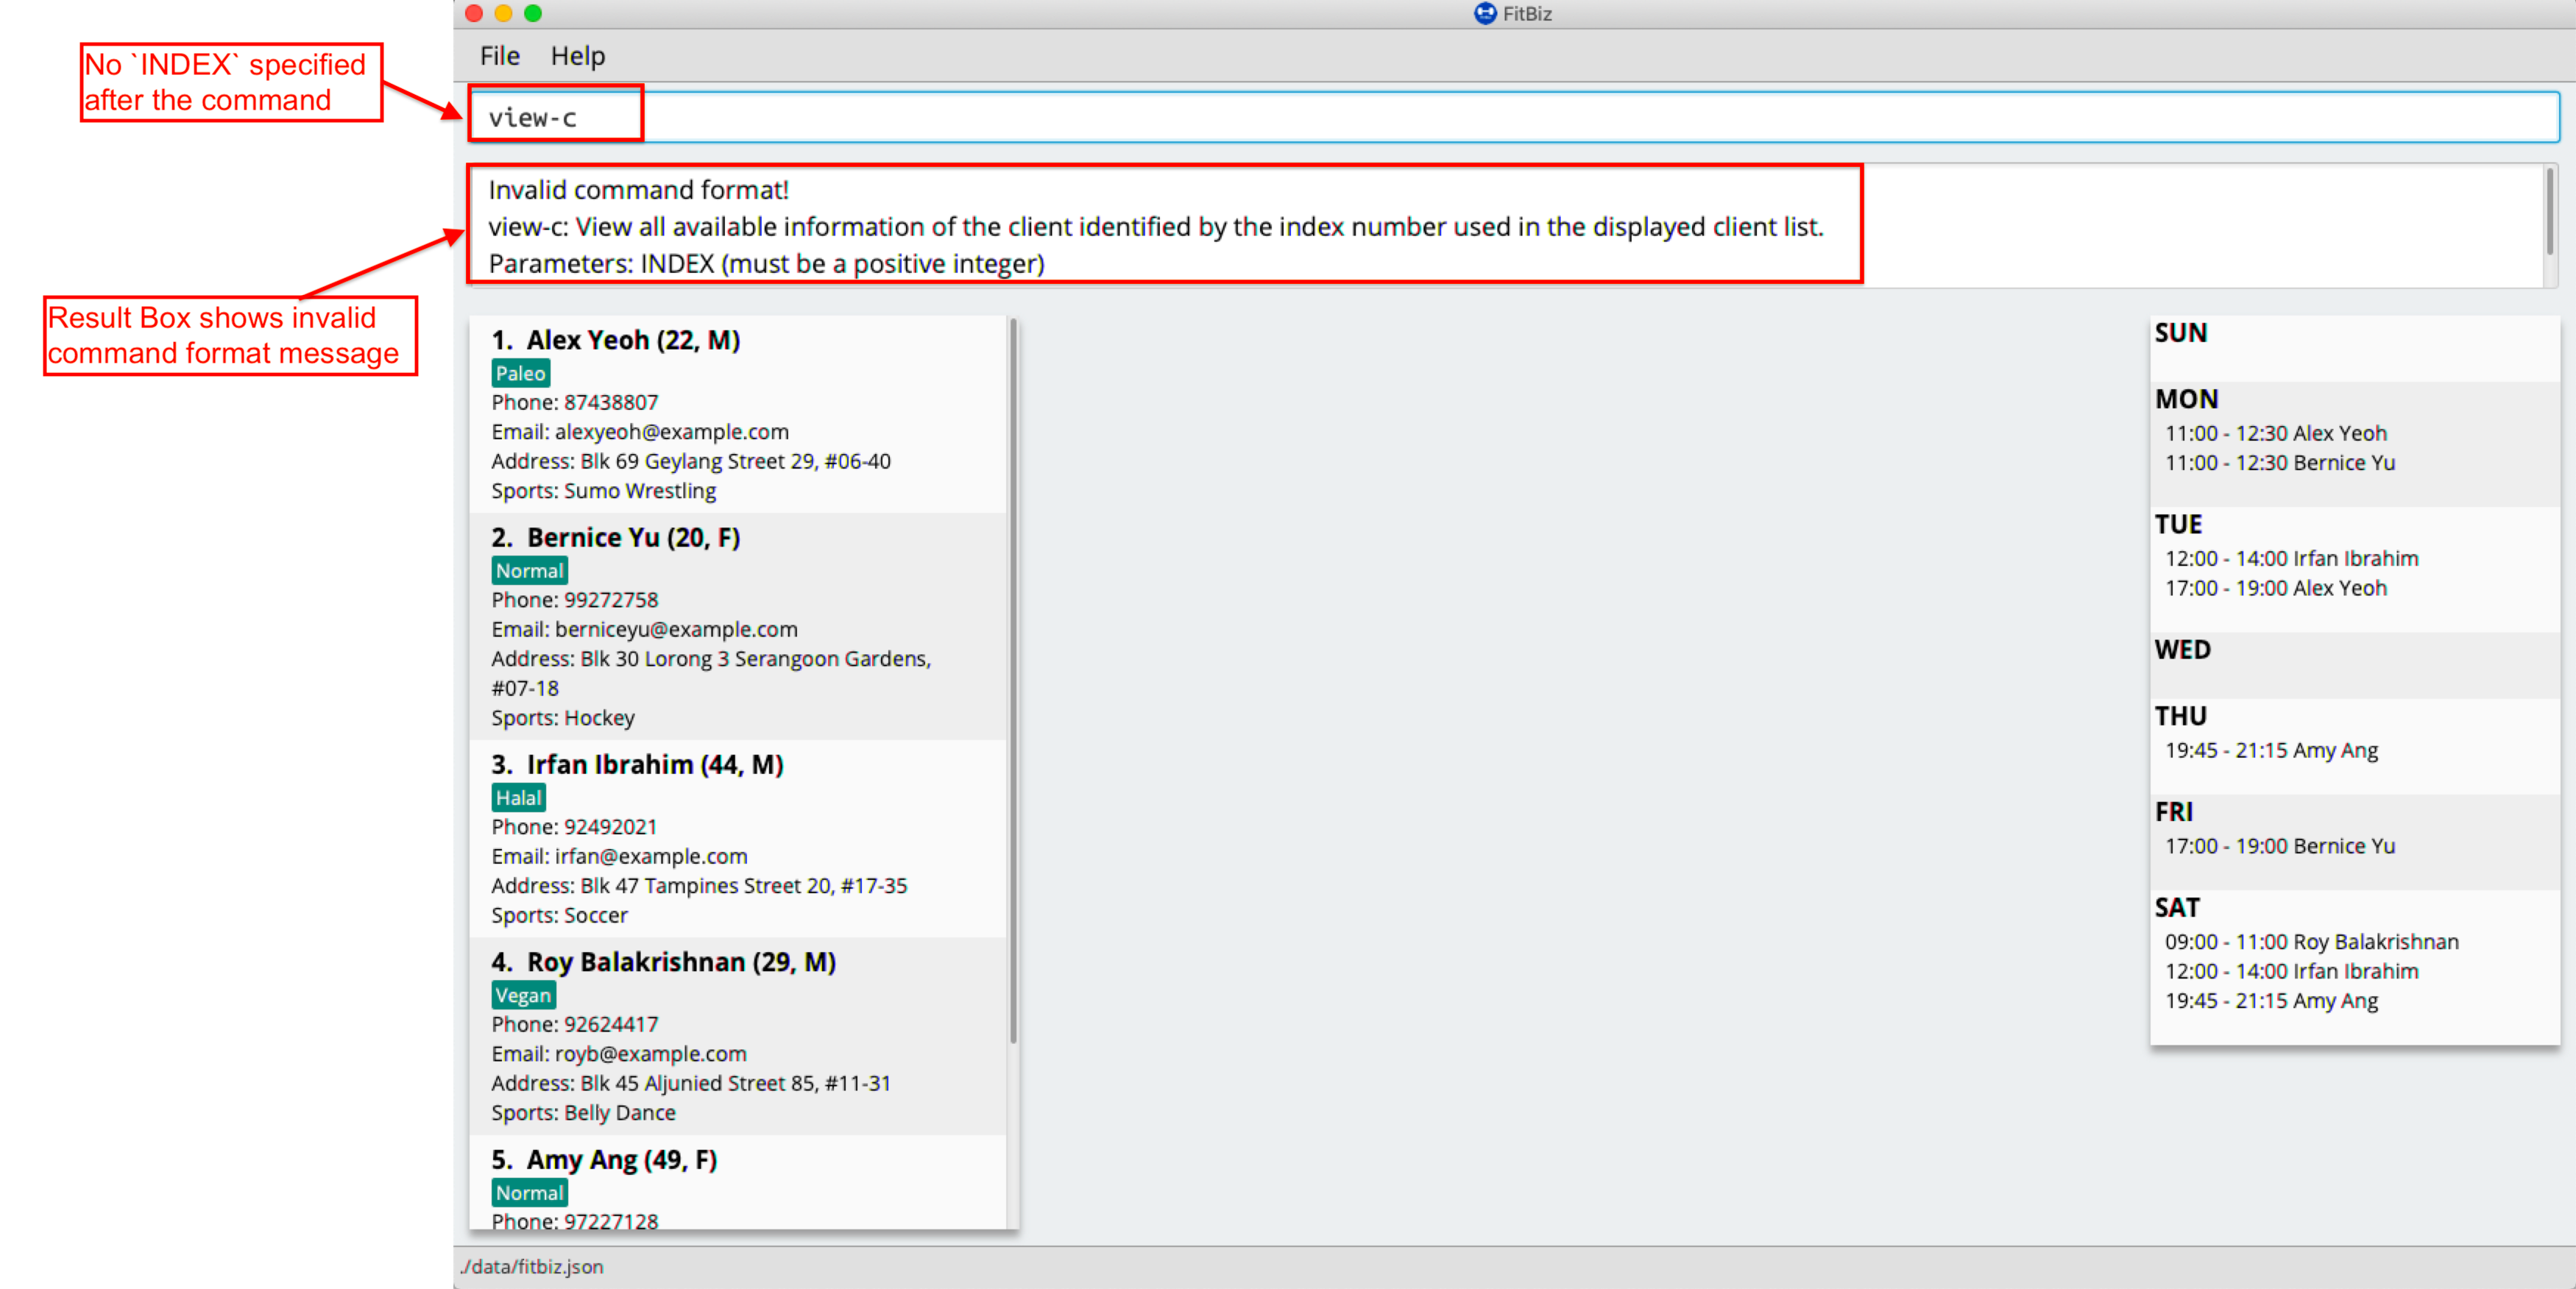 FitBiz
File Help
No `INDEX` specified
after the command
view-c
Invalid command format!
view-c: View all available information of the client identified by the index number used in the displayed client list.
Parameters: INDEX (must be a positive integer)
Result Box shows invalid
command format message
1. Alex Yeoh (22, M)
Paleo
Phone: 87438807
Email: alexyeoh@example.com
Address: Blk 69 Geylang Street 29, #06-40
Sports: Sumo Wrestling
2. Bernice Yu (20, F)
Normal
Phone: 99272758
Email: berniceyu@example.com
Address: Blk 30 Lorong 3 Serangoon Gardens,
#07-18
Sports: Hockey
3. Irfan Ibrahim (44, M)
Halal
Phone: 92492021
Email: irfan@example.com
Address: Blk 47 Tampines Street 20, #17-35
Sports: Soccer
4. Roy Balakrishnan (29, M)
Vegan
Phone: 92624417
Email: royb@example.com
Address: Blk 45 Aljunied Street 85, #11-31
Sports: Belly Dance
5. Amy Ang (49, F)
Normal
Phone: 97227128
SUN
MON
11:00 - 12:30 Alex Yeoh
11:00 - 12:30 Bernice Yu
TUE
12:00 - 14:00 Irfan Ibrahim
17:00 - 19:00 Alex Yeoh
WED
THU
19:45 - 21:15 Amy Ang
FRI
17:00 - 19:00 Bernice Yu
SAT
09:00 - 11:00 Roy Balakrishnan
12:00 - 14:00 Irfan Ibrahim
19:45 - 21:15 Amy Ang
./data/fitbiz.json